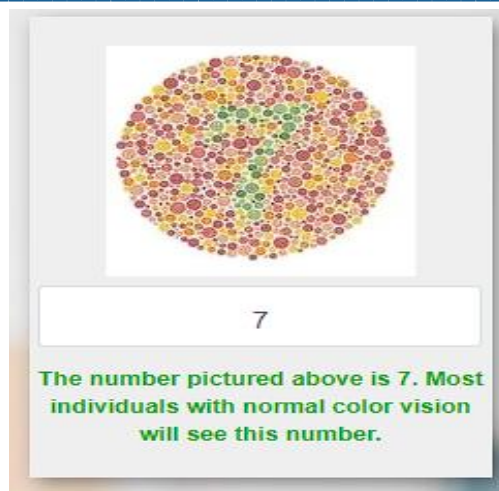 7
7
The number pictured above is 7. Most
individuals with normal color vision
will see this number.